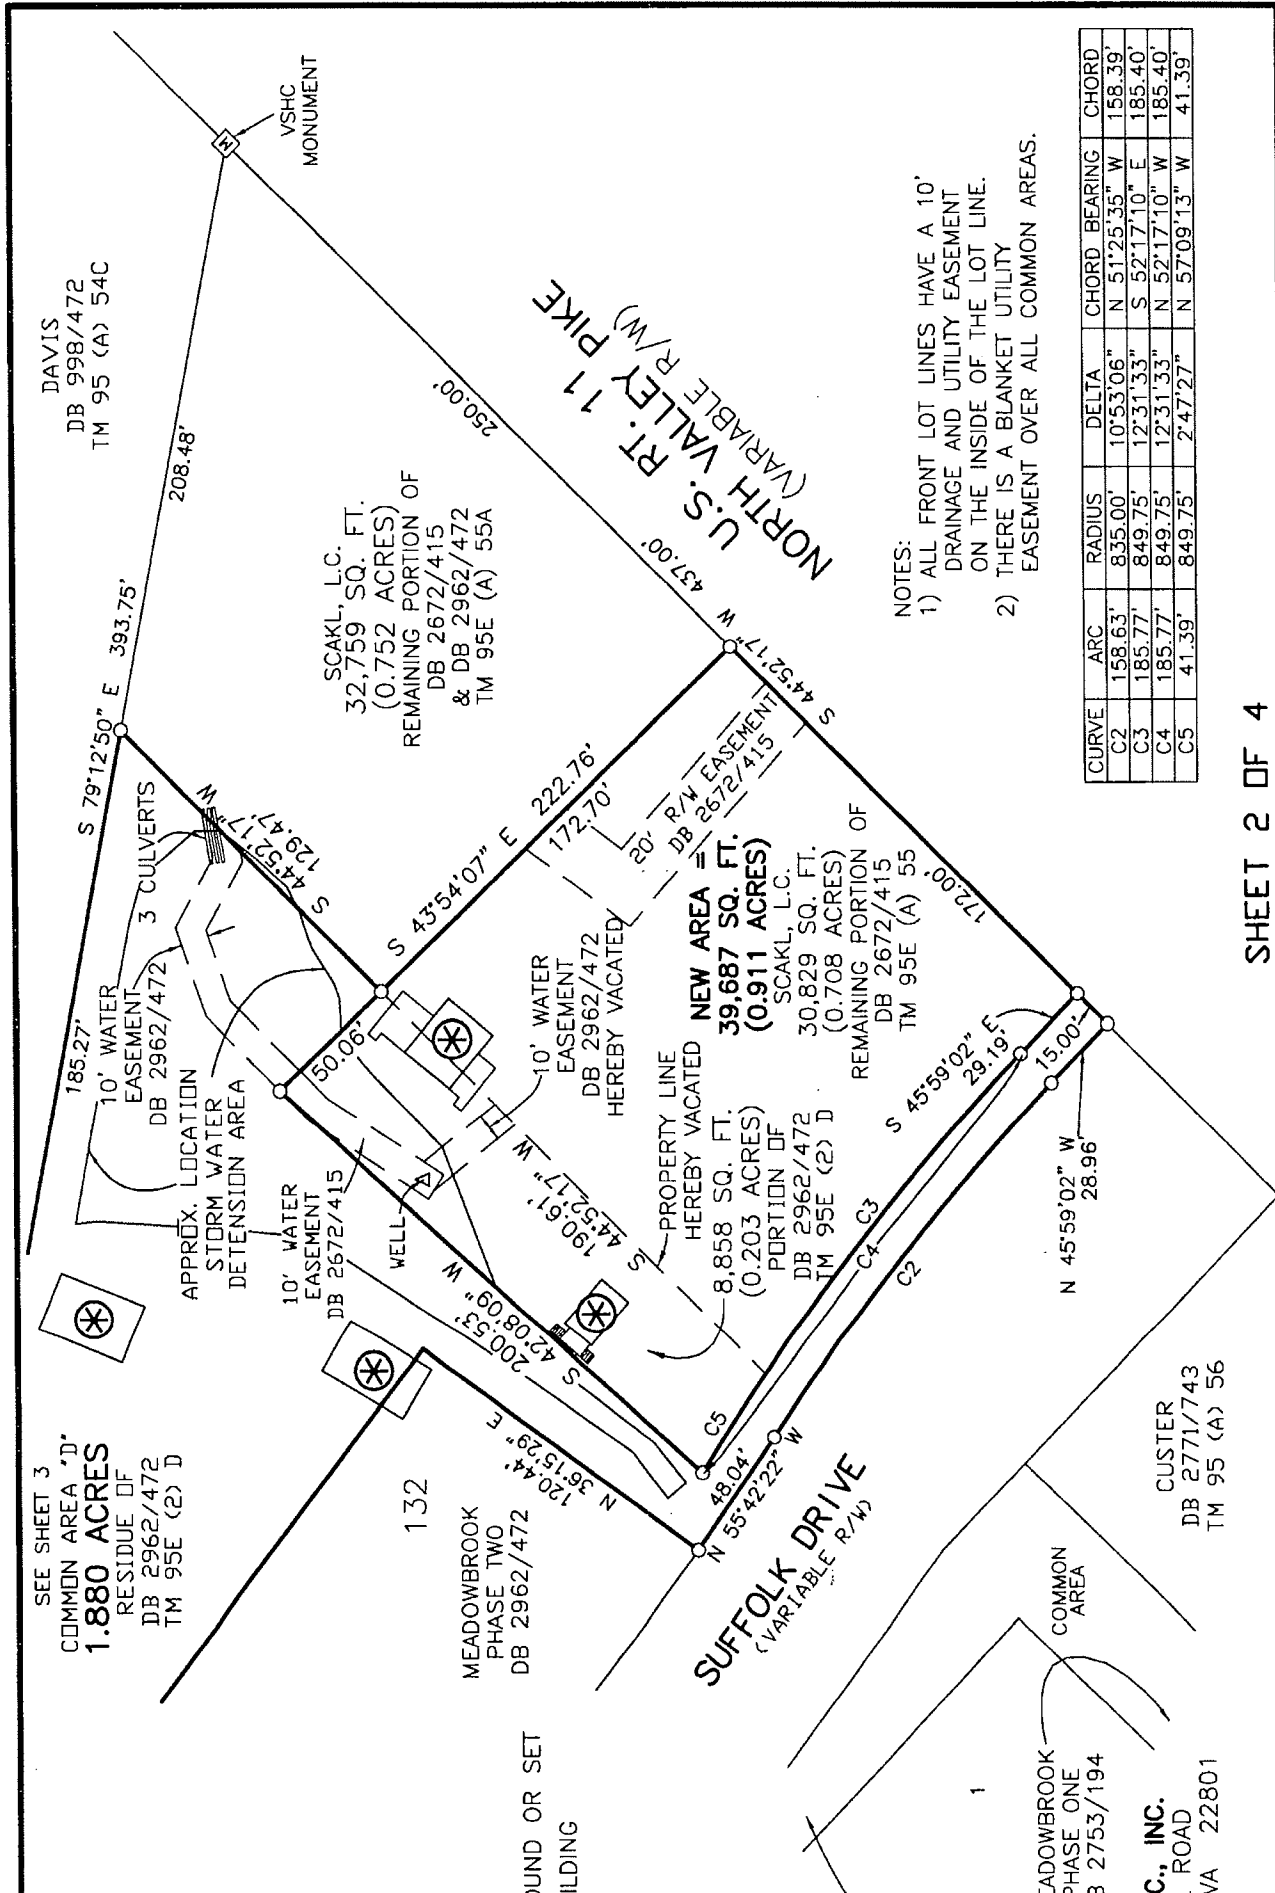 SEE SHEET 3
COMMON AREA "D"
1.880 ACRES
RESIDUE OF
DB 2962/472
TM 95E (2) D
132
MEADOWBROOK
PHASE TWO
DB 2962/472
185.27'
S 79°12'50" E 393.75'
208.48'
DAVIS
DB 998/472
TM 95 (A) 54C
M
VSHC
MONUMENT
10' WATER
EASEMENT
DB 2962/472
3 CULVERTS
APPROX. LOCATION
STORM WATER
DETENSION AREA
10' WATER
EASEMENT
DB 2672/415
WELL
S 44°52'17" W
129.47'
50.06'
S 43°54'07" E 222.76'
172.70'
SCAKL, L.C.
32,759 SQ. FT.
(0.752 ACRES)
REMAINING PORTION OF
DB 2672/415
& DB 2962/472
TM 95E (A) 55A
250.00'
U.S. RT. 11
NORTH VALLEY PIKE
(VARIABLE R/W)
S 44°52'17" W 437.00'
20' R/W EASEMENT
DB 2672/415
172.00'
10' WATER
EASEMENT
DB 2962/472
HEREBY VACATED
NEW AREA =
39,687 SQ. FT.
(0.911 ACRES)
SCAKL, L.C.
30,829 SQ. FT.
(0.708 ACRES)
REMAINING PORTION OF
DB 2672/415
TM 95E (A) 55
190.61'
S 44°52'17" W
PROPERTY LINE
HEREBY VACATED
8,858 SQ. FT.
(0.203 ACRES)
PORTION OF
DB 2962/472
TM 95E (2) D
S 42°08'09" W
200.53'
120.44'
N 36°15'29" E
C5
48.04'
N 55°42'22" W
C3
C4
C2
S 45°59'02" E
29.19'
15.00'
N 45°59'02" W
28.96
SUFFOLK DRIVE
(VARIABLE R/W)
NOTES:
1) ALL FRONT LOT LINES HAVE A 10'
DRAINAGE AND UTILITY EASEMENT
ON THE INSIDE OF THE LOT LINE.
2) THERE IS A BLANKET UTILITY
EASEMENT OVER ALL COMMON AREAS.
CURVE ARC RADIUS DELTA CHORD BEARING CHORD
C2 158.63' 835.00' 10°53'06" N 51°25'35" W 158.39'
C3 185.77' 849.75' 12°31'33" S 52°17'10" E 185.40'
C4 185.77' 849.75' 12°31'33" N 52°17'10" W 185.40'
C5 41.39' 849.75' 2°47'27" N 57°09'13" W 41.39'
CUSTER
DB 2771/743
TM 95 (A) 56
COMMON
AREA
1
EADOWBROOK
PHASE ONE
B 2753/194
OUND OR SET
ILDING
C., INC.
ROAD
VA 22801
SHEET 2 OF 4